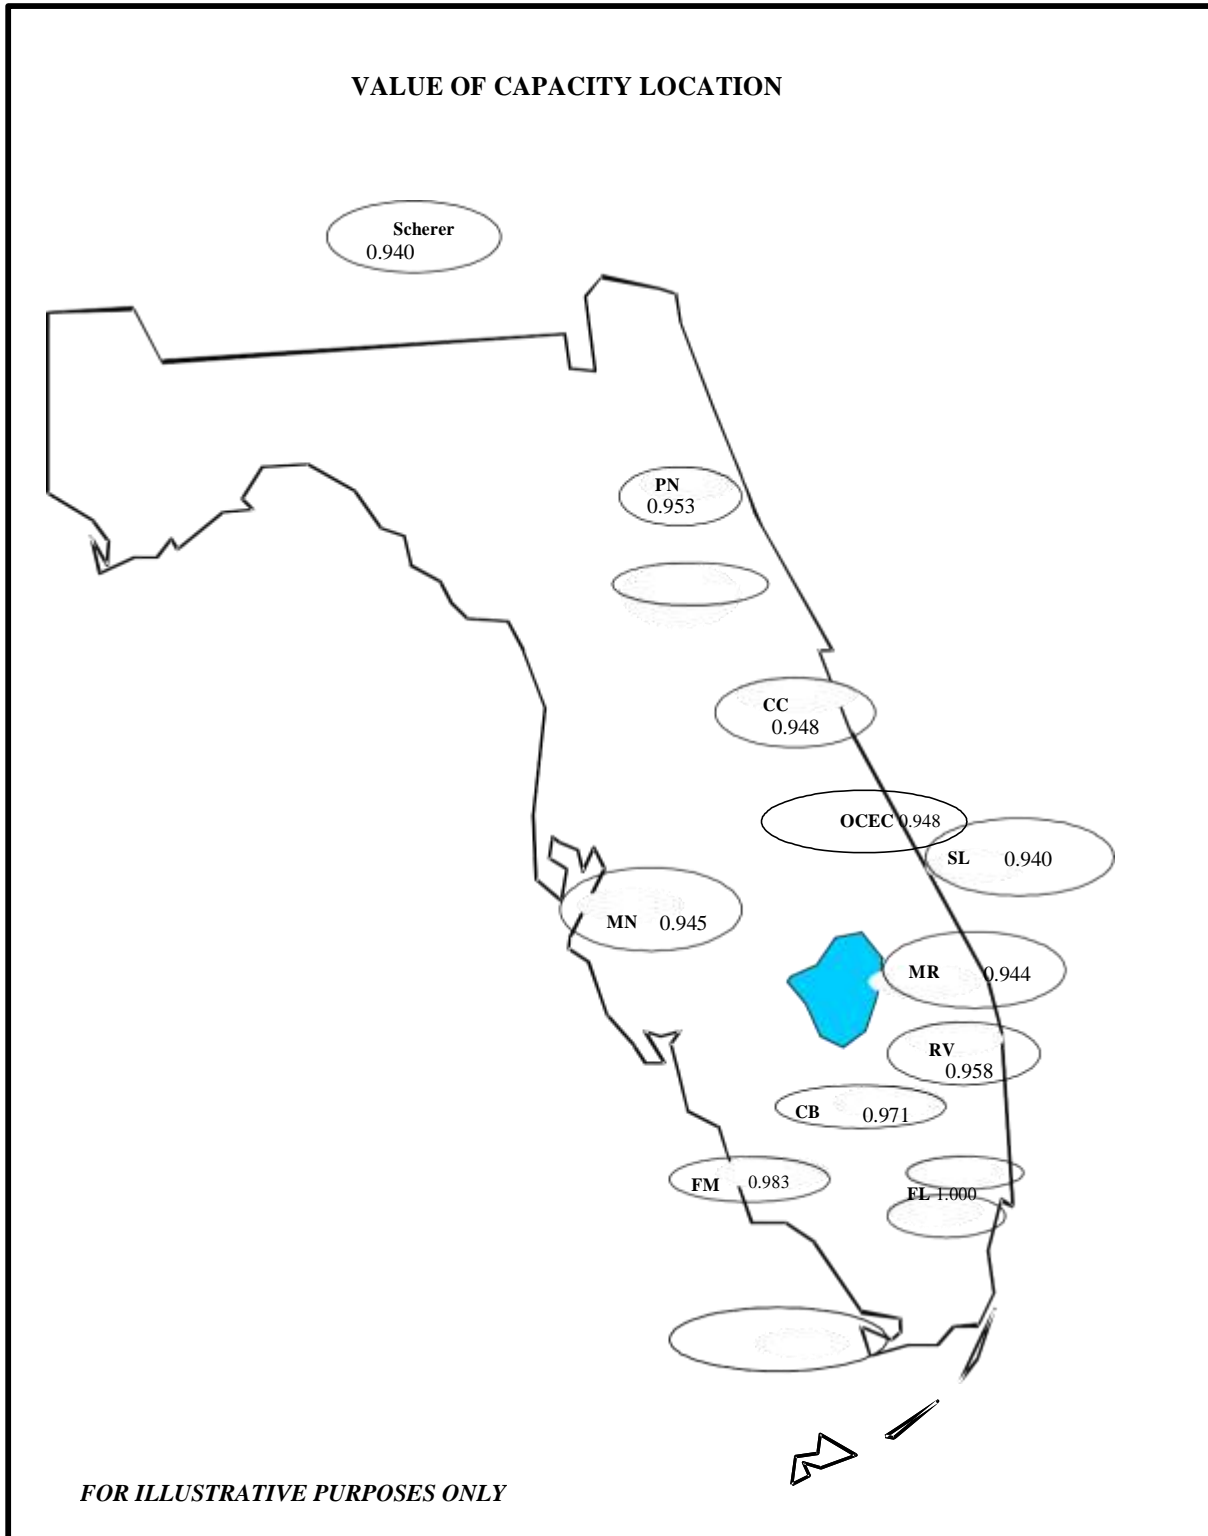 VALUE OF CAPACITY LOCATION
Scherer
0.940
PN
0.953
CC
0.948
OCEC 0.948
SL 0.940
MN 0.945
MR 0.944
RV
0.958
CB 0.971
FM 0.983
FL 1.000
FOR ILLUSTRATIVE PURPOSES ONLY